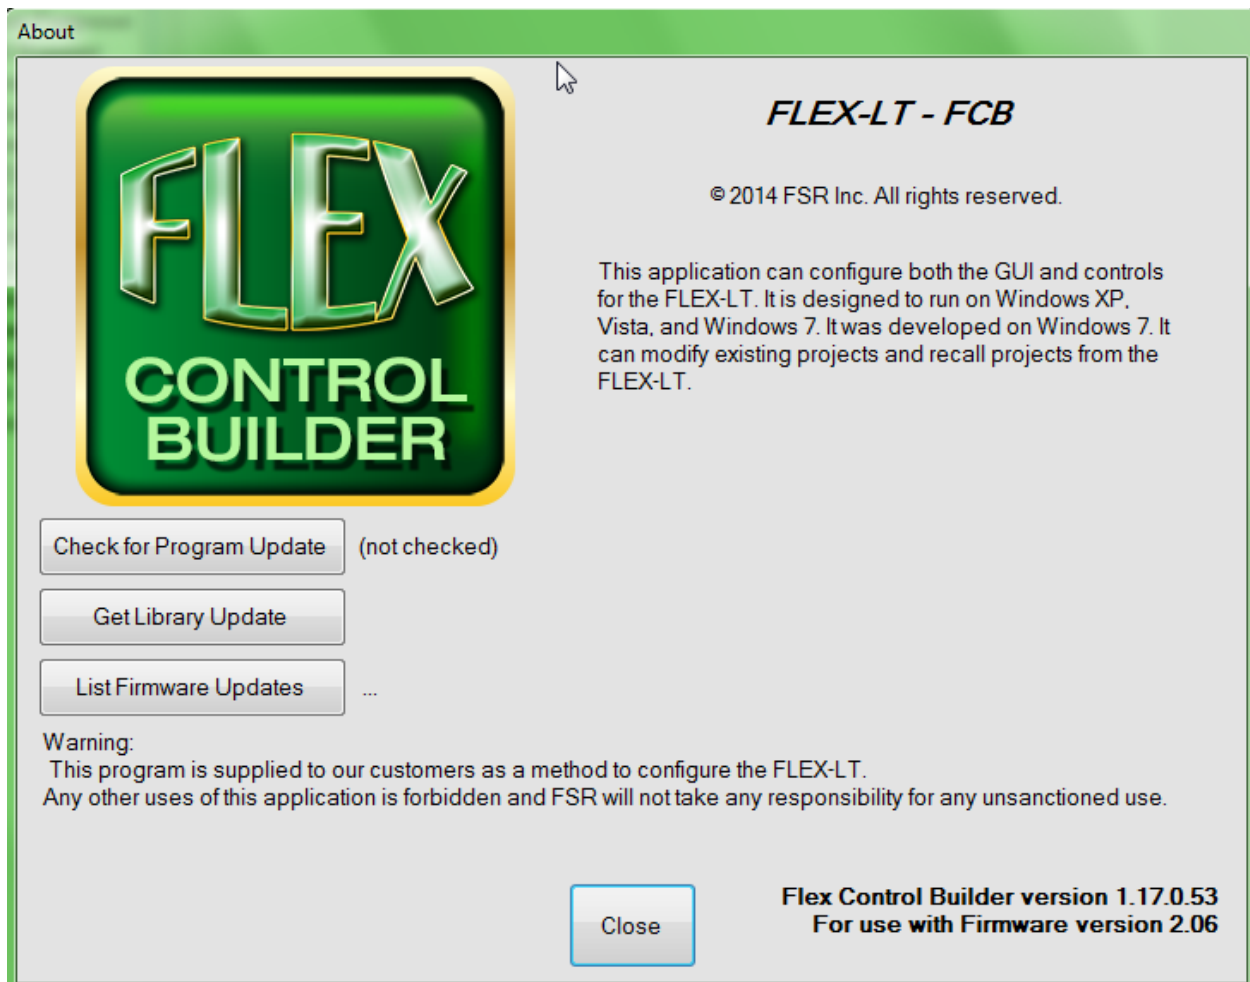 About
FLEX
CONTROL
BUILDER
FLEX-LT - FCB
© 2014 FSR Inc. All rights reserved.
This application can configure both the GUI and controls
for the FLEX-LT. It is designed to run on Windows XP,
Vista, and Windows 7. It was developed on Windows 7. It
can modify existing projects and recall projects from the
FLEX-LT.
Check for Program Update (not checked)
Get Library Update
List Firmware Updates ...
Warning:
This program is supplied to our customers as a method to configure the FLEX-LT.
Any other uses of this application is forbidden and FSR will not take any responsibility for any unsanctioned use.
Close
Flex Control Builder version 1.17.0.53
For use with Firmware version 2.06